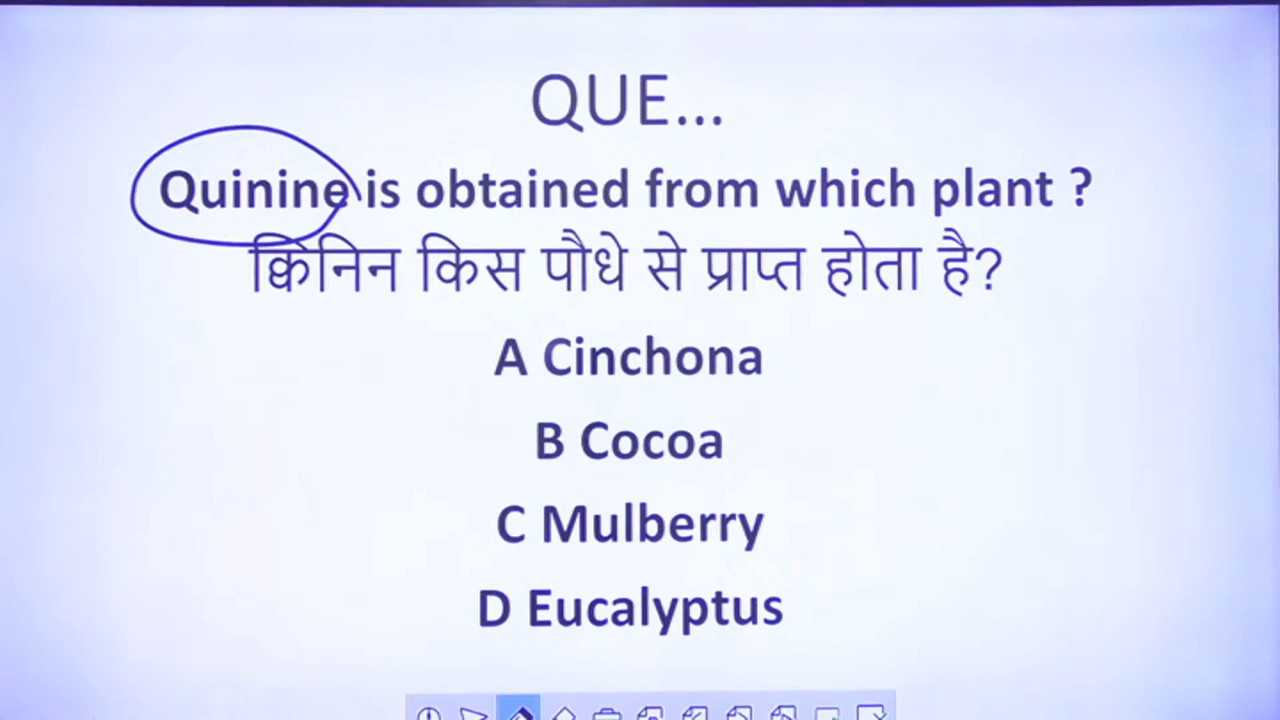 QUE...
Quinine is obtained from which plant ?
क्विनिन किस पौधे से प्राप्त होता है?
A Cinchona
B Cocoa
C Mulberry
D Eucalyptus